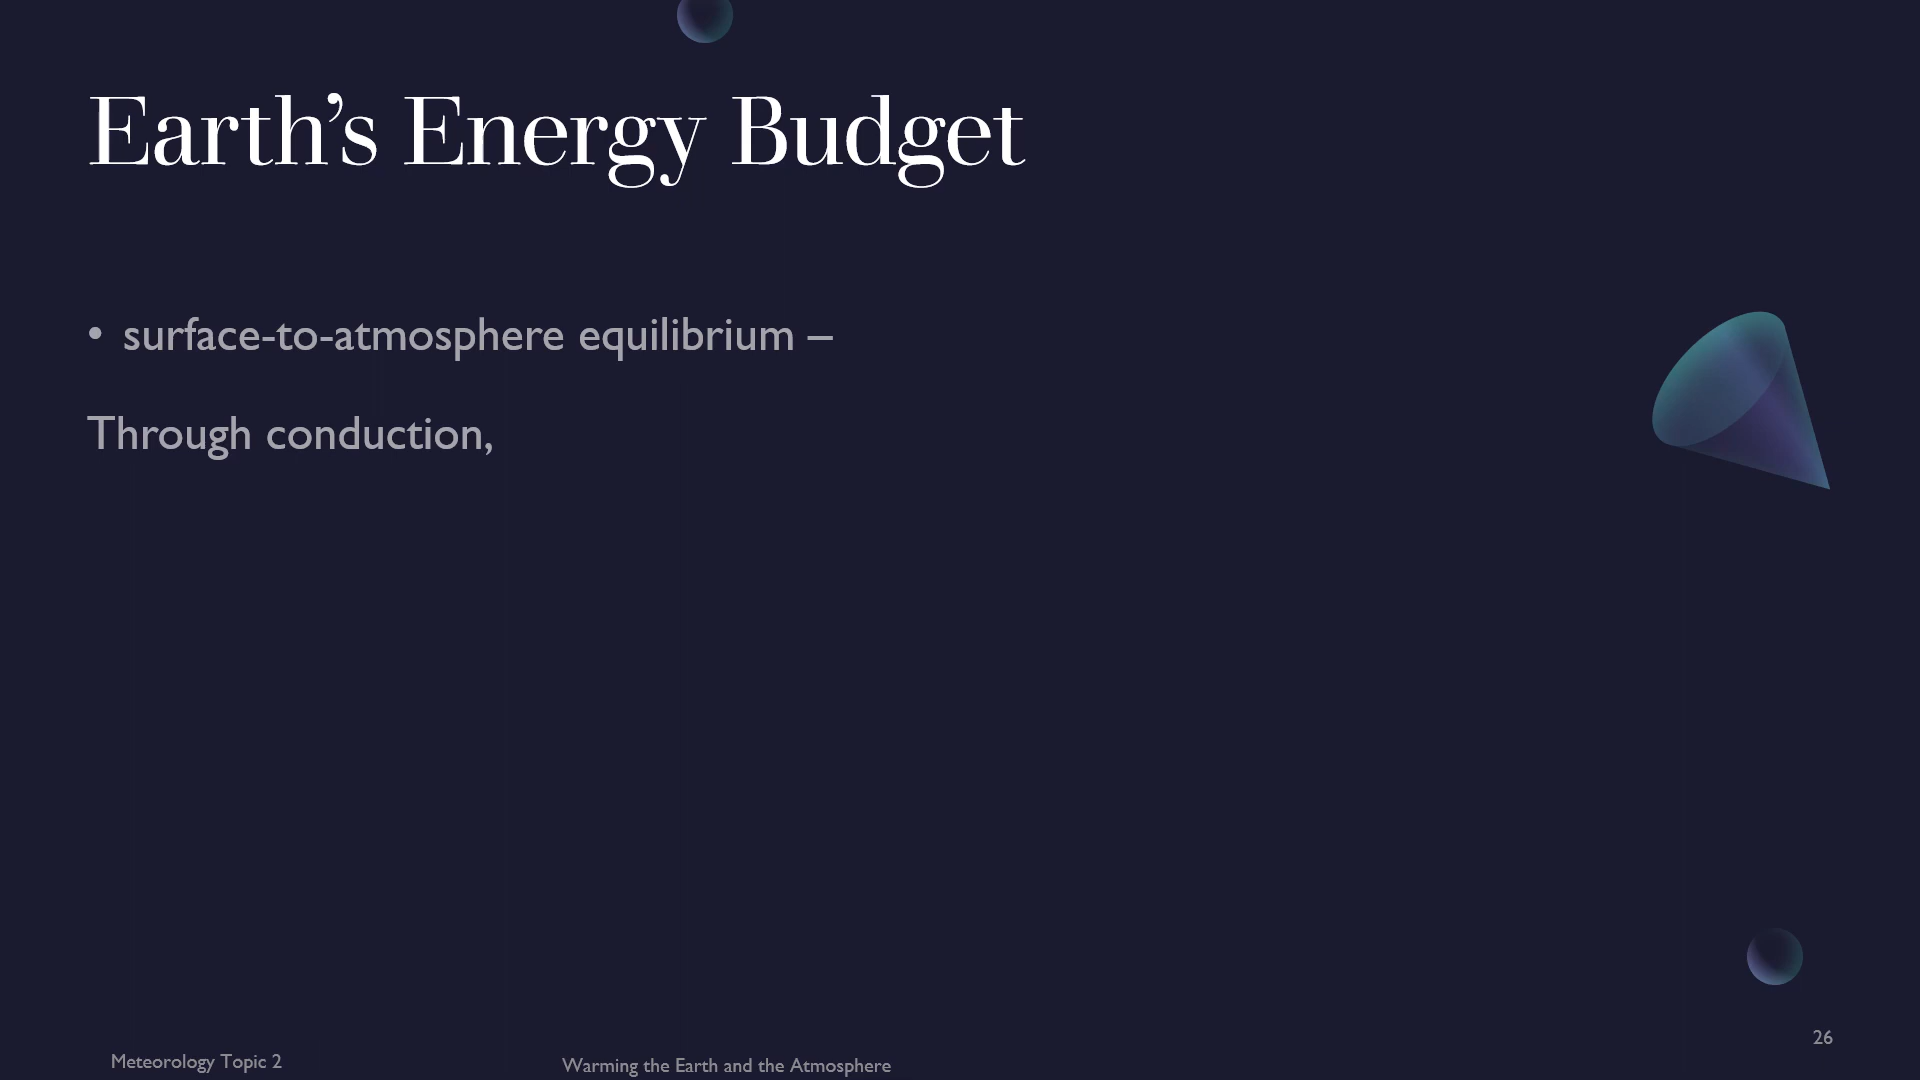 Earth’s Energy Budget
• surface-to-atmosphere equilibrium –
Through conduction,
26
Meteorology Topic 2
Warming the Earth and the Atmosphere